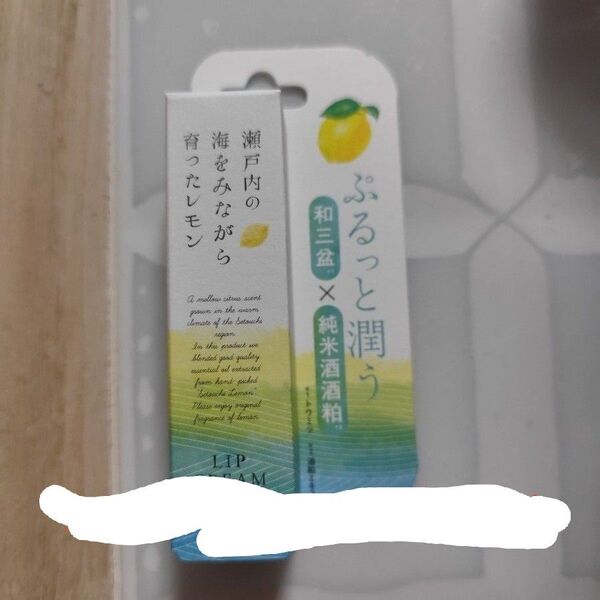 瀬戸内の
海をみながら
育ったレモン
A mellow citrus scent
grown in the warm
climate of the Setouchi
region.
In this product we
blended good quality
essential oil extracted
from hand-picked
"Setouchi Lemon".
Please enjoy original
fragrance of lemon
LIP
ぷるっと潤う
和三盆
×
純米酒酒粕